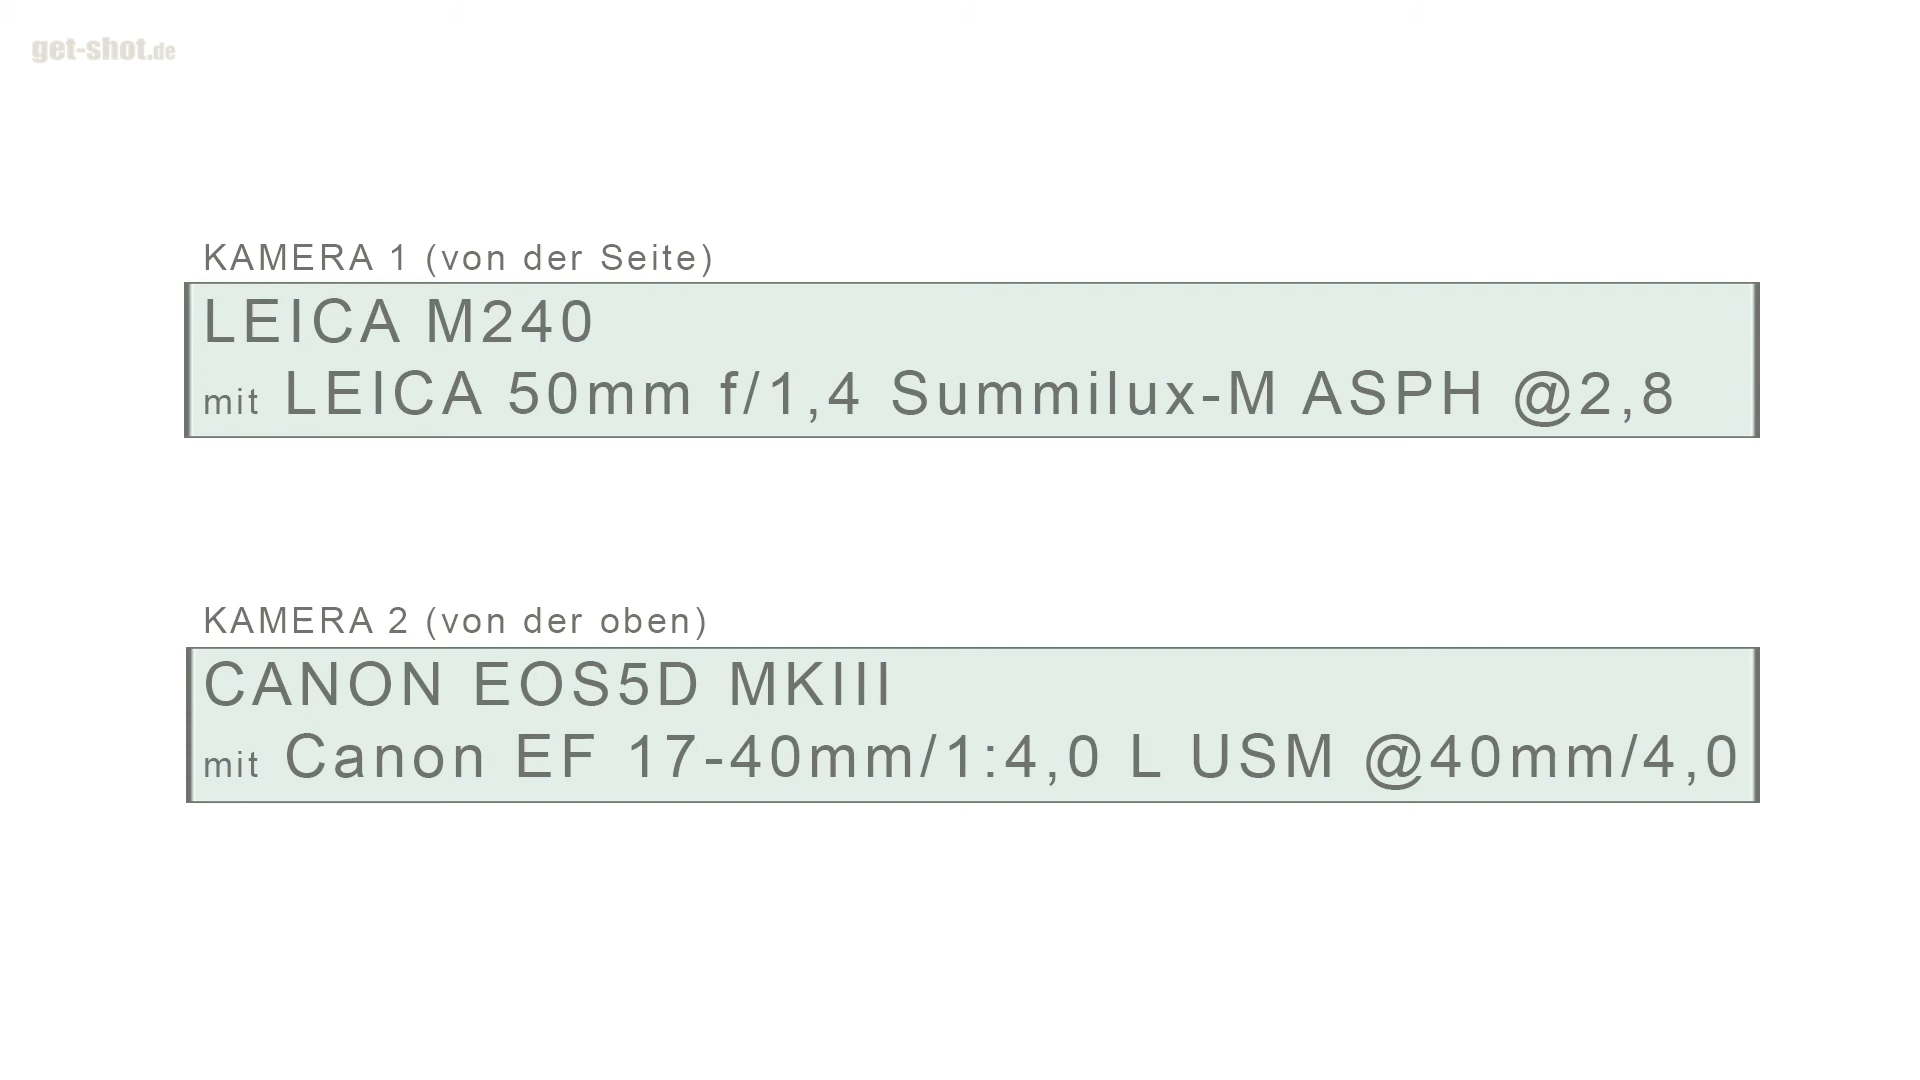 get-shot.de
KAMERA 1 (von der Seite)
LEICA M240
mit LEICA 50mm f/1,4 Summilux-M ASPH @2,8
KAMERA 2 (von der oben)
CANON EOS5D MKIII
mit Canon EF 17-40mm/1:4,0 L USM @40mm/4,0